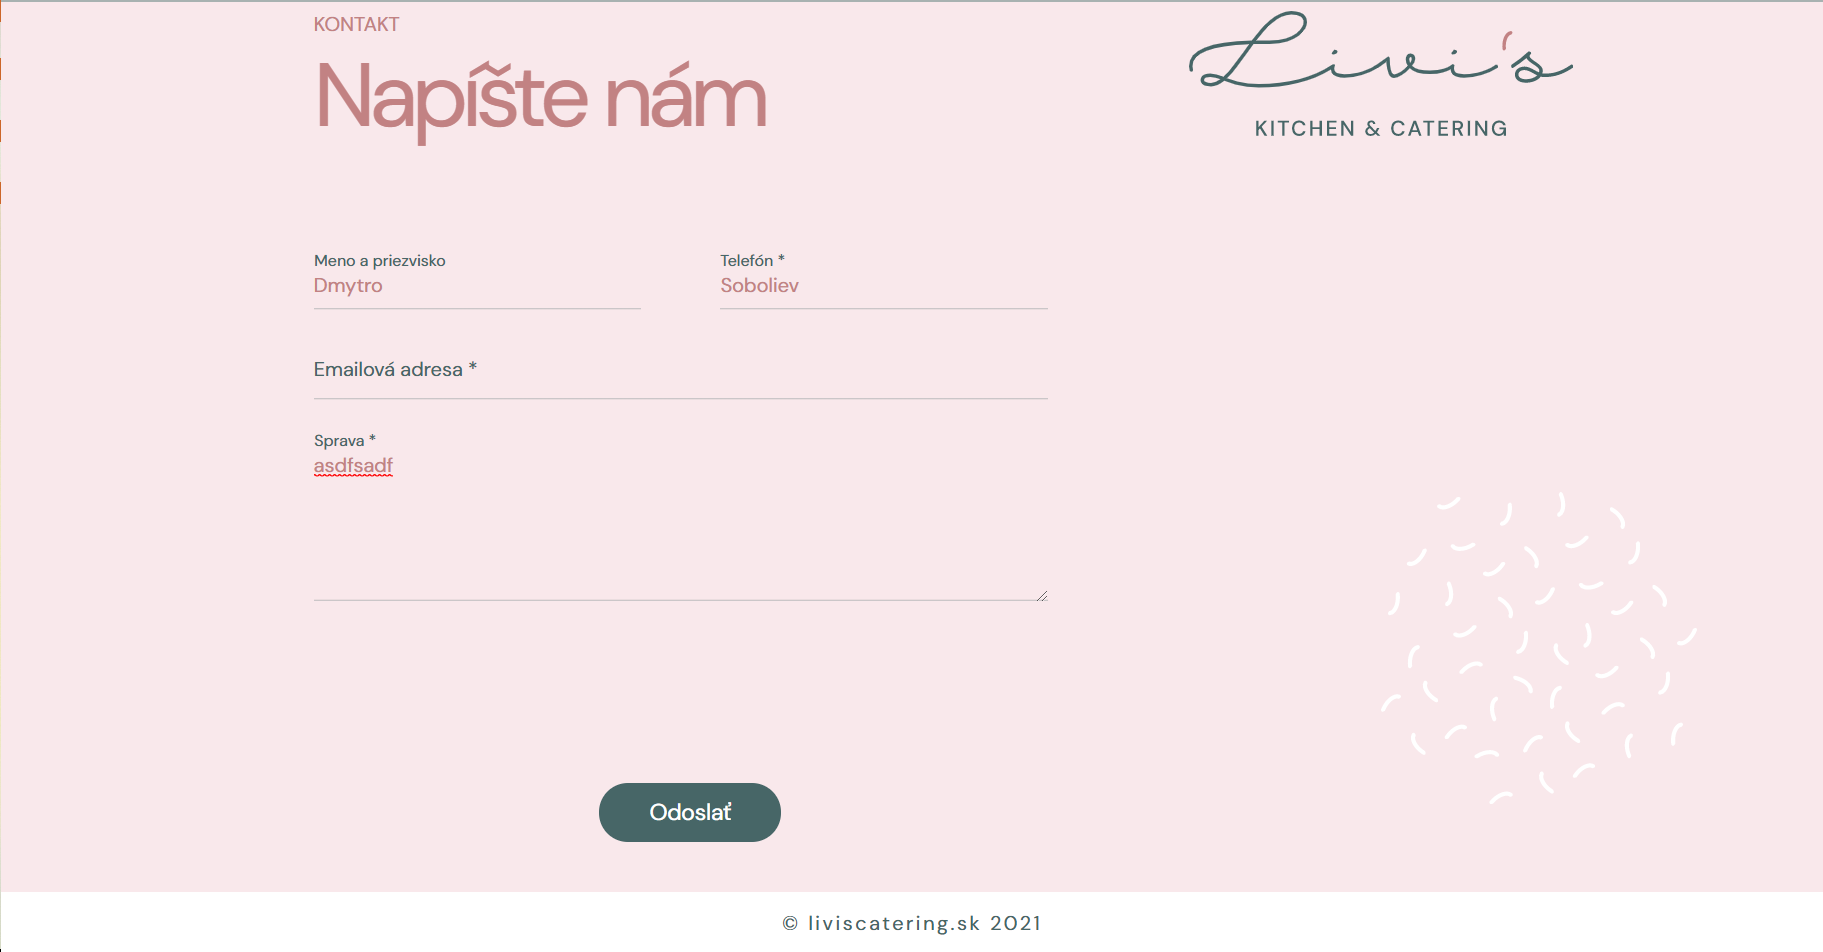 KONTAKT
Napíšte nám
Livi's
KITCHEN & CATERING
Meno a priezvisko
Dmytro
Telefón *
Soboliev
Emailová adresa *
Sprava *
asdfsadf
Odoslať
© liviscatering.sk 2021